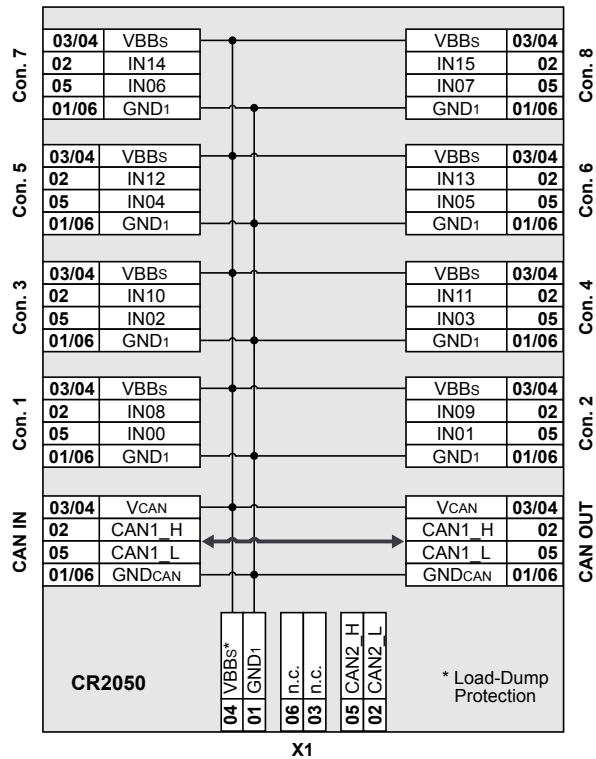 Con. 7
03/04 VBBS
02 IN14
05 IN06
01/06 GND1
VBBS 03/04
IN15 02
IN07 05
GND1 01/06
Con. 8
Con. 5
03/04 VBBS
02 IN12
05 IN04
01/06 GND1
VBBS 03/04
IN13 02
IN05 05
GND1 01/06
Con. 6
Con. 3
03/04 VBBS
02 IN10
05 IN02
01/06 GND1
VBBS 03/04
IN11 02
IN03 05
GND1 01/06
Con. 4
Con. 1
03/04 VBBS
02 IN08
05 IN00
01/06 GND1
VBBS 03/04
IN09 02
IN01 05
GND1 01/06
Con. 2
CAN IN
03/04 VCAN
02 CAN1_H
05 CAN1_L
01/06 GNDCAN
VCAN 03/04
CAN1_H 02
CAN1_L 05
GNDCAN 01/06
CAN OUT
CR2050
04 VBBS*
01 GND1
06 n.c.
03 n.c.
05 CAN2_H
02 CAN2_L
* Load-Dump
Protection
X1